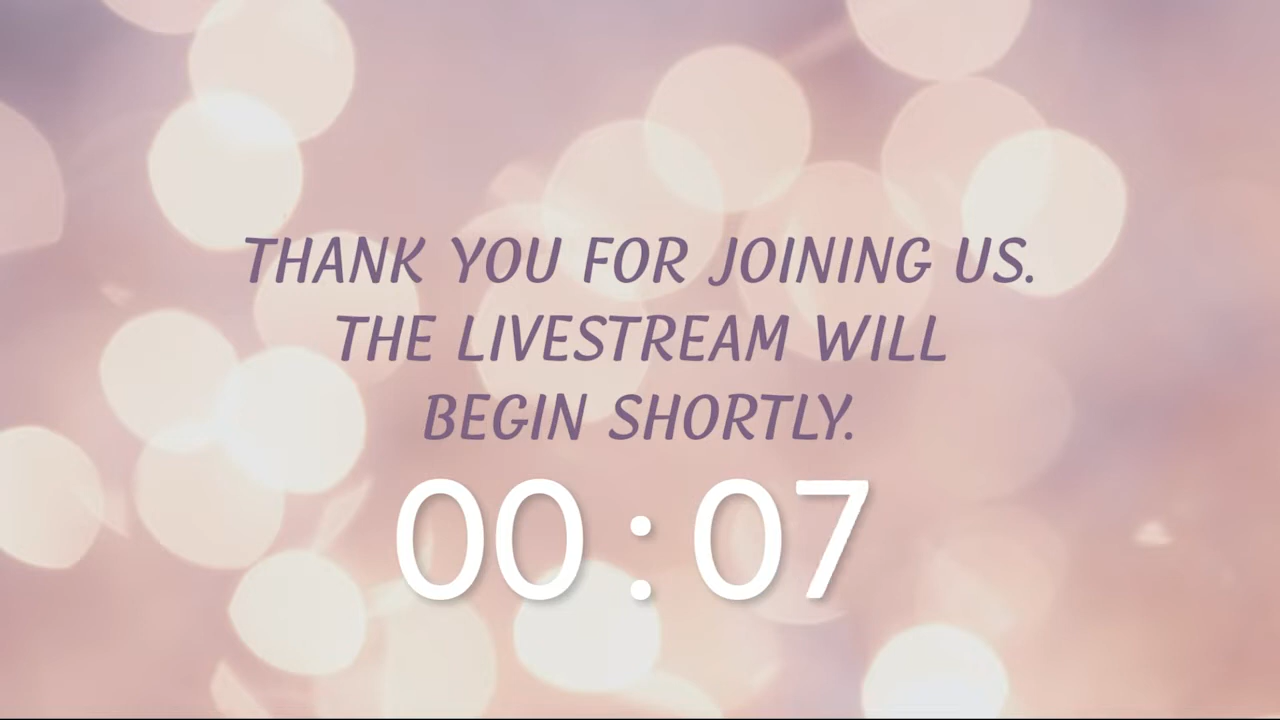 THANK YOU FOR JOINING US.
THE LIVESTREAM WILL
BEGIN SHORTLY.
00:07